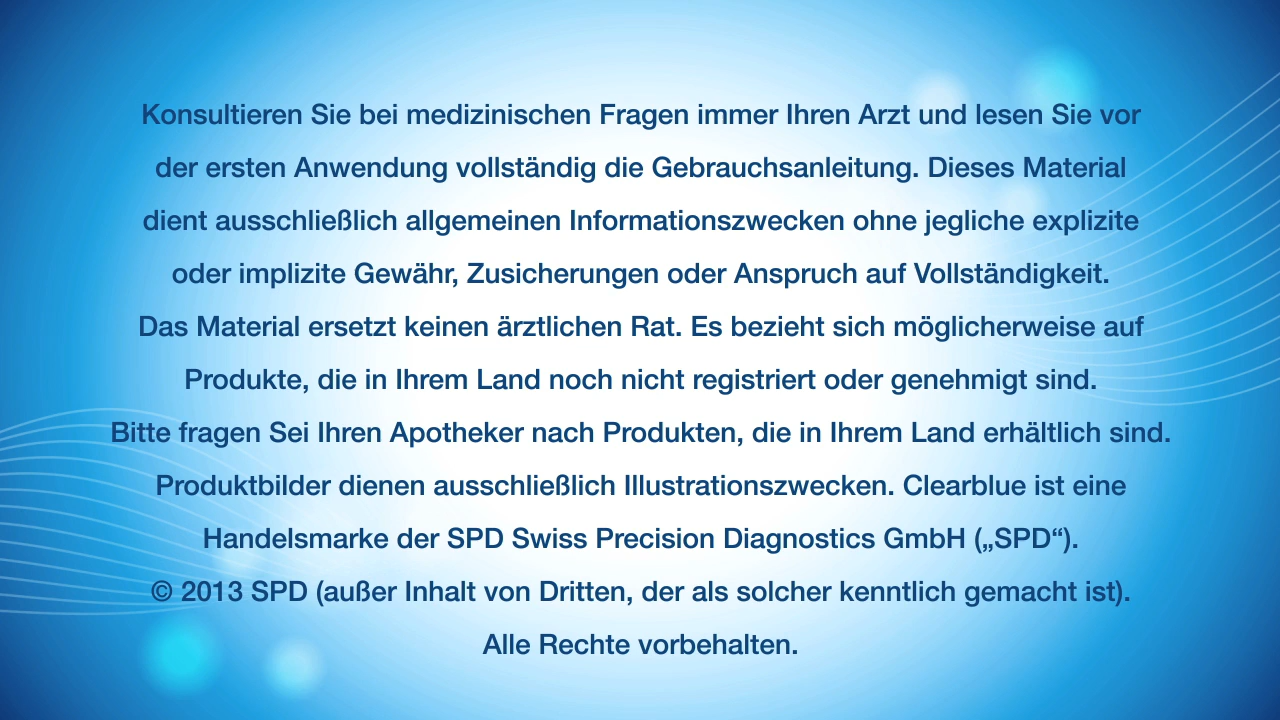 Konsultieren Sie bei medizinischen Fragen immer Ihren Arzt und lesen Sie vor
der ersten Anwendung vollständig die Gebrauchsanleitung. Dieses Material
dient ausschließlich allgemeinen Informationszwecken ohne jegliche explizite
oder implizite Gewähr, Zusicherungen oder Anspruch auf Vollständigkeit.
Das Material ersetzt keinen ärztlichen Rat. Es bezieht sich möglicherweise auf
Produkte, die in Ihrem Land noch nicht registriert oder genehmigt sind.
Bitte fragen Sei Ihren Apotheker nach Produkten, die in Ihrem Land erhältlich sind.
Produktbilder dienen ausschließlich Illustrationszwecken. Clearblue ist eine
Handelsmarke der SPD Swiss Precision Diagnostics GmbH („SPD“).
© 2013 SPD (außer Inhalt von Dritten, der als solcher kenntlich gemacht ist).
Alle Rechte vorbehalten.